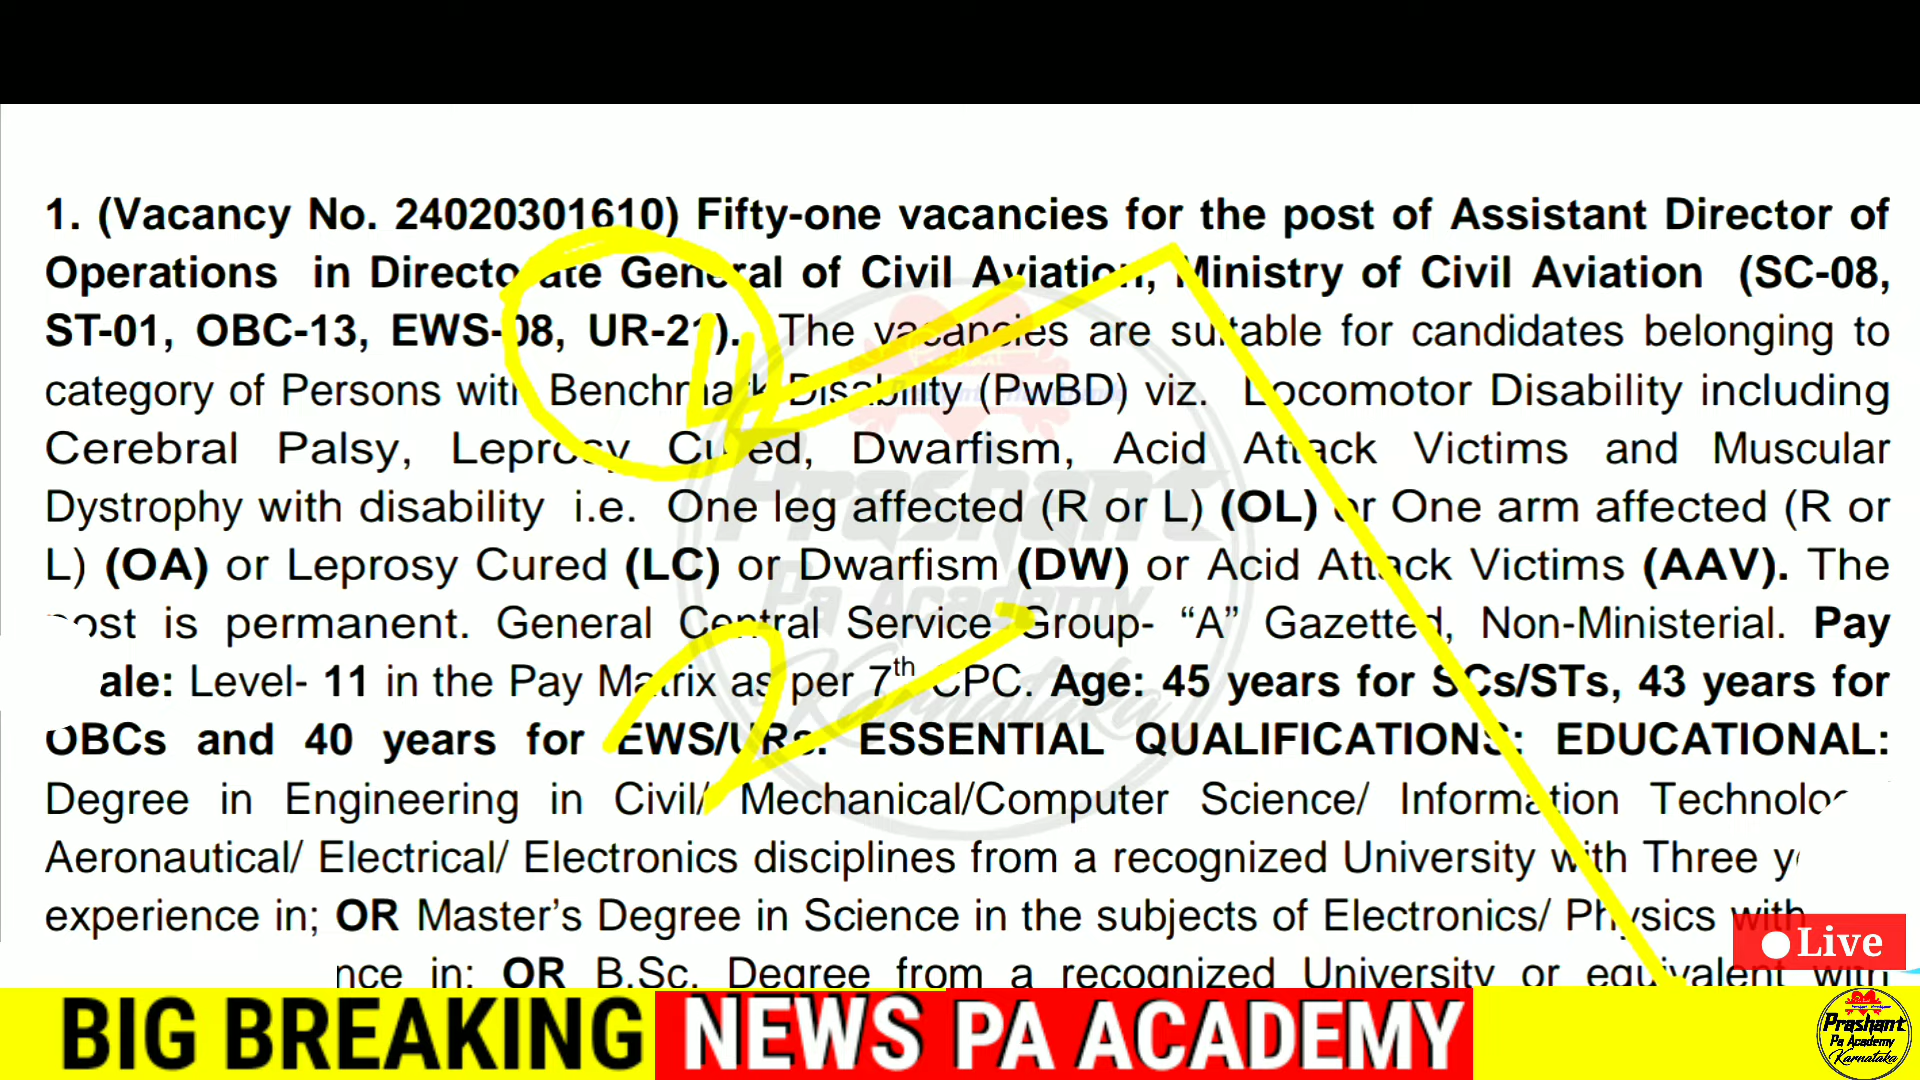 1. (Vacancy No. 24020301610) Fifty-one vacancies for the post of Assistant Director of
Operations in Directorate General of Civil Aviation, Ministry of Civil Aviation (SC-08,
ST-01, OBC-13, EWS-08, UR-21). The vacancies are suitable for candidates belonging to
category of Persons with Benchmark Disability (PwBD) viz. Locomotor Disability including
Cerebral Palsy, Leprosy Cured, Dwarfism, Acid Attack Victims and Muscular
Dystrophy with disability i.e. One leg affected (R or L) (OL) or One arm affected (R or
L) (OA) or Leprosy Cured (LC) or Dwarfism (DW) or Acid Attack Victims (AAV). The
post is permanent. General Central Service Group- “A” Gazetted, Non-Ministerial. Pay
ale: Level- 11 in the Pay Matrix as per 7th CPC. Age: 45 years for SCs/STs, 43 years for
OBCs and 40 years for EWS/URs. ESSENTIAL QUALIFICATIONS: EDUCATIONAL:
Degree in Engineering in Civil/ Mechanical/Computer Science/ Information Technolo
Aeronautical/ Electrical/ Electronics disciplines from a recognized University with Three y
experience in; OR Master’s Degree in Science in the subjects of Electronics/ Physics with
nce in; OR B.Sc. Degree from a recognized University or equivalent with
Prashant
Pa Academy
Karnataka
Live
BIG BREAKING NEWS PA ACADEMY
Prashant
Pa Academy
Karnataka